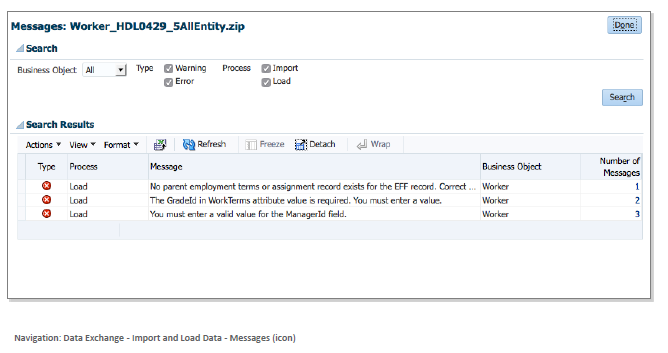 Messages: Worker_HDL0429_5AllEntity.zip Done
Search
Business Object All Type Warning Process Import
Error Load
Search
Search Results
Actions View Format Refresh Freeze Detach Wrap
Type Process Message Business Object Number of Messages
Load No parent employment terms or assignment record exists for the EFF record. Correct ... Worker 1
Load The GradeId in WorkTerms attribute value is required. You must enter a value. Worker 2
Load You must enter a valid value for the ManagerId field. Worker 3
Navigation: Data Exchange - Import and Load Data - Messages (icon)